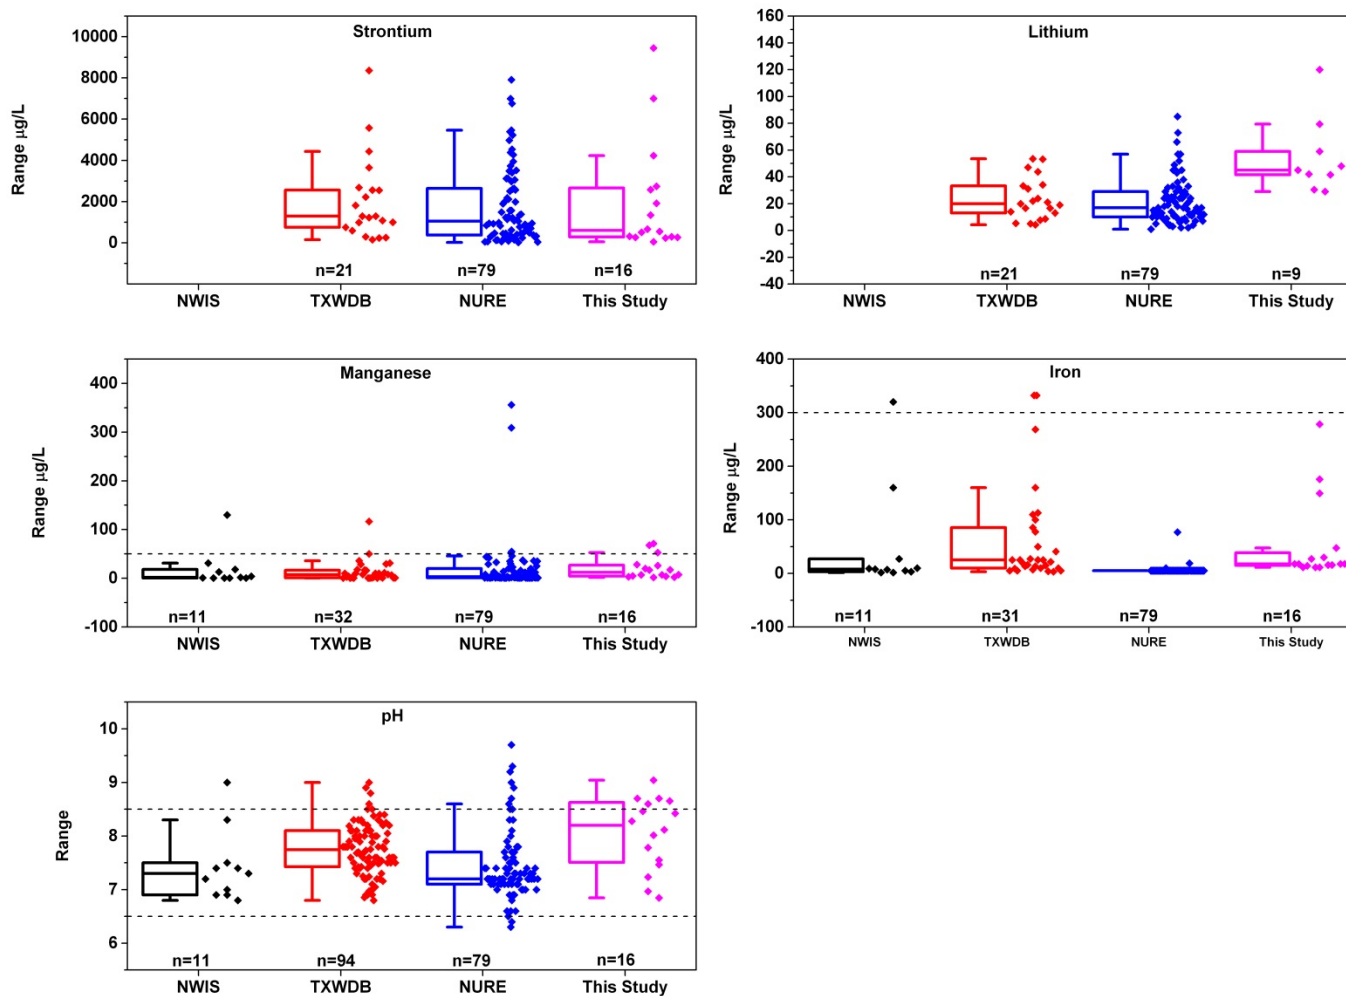 Strontium
Range μg/L
10000
8000
6000
4000
2000
0
n=21 n=79 n=16
NWIS TXWDB NURE This Study
Lithium
Range μg/L
160
140
120
100
80
60
40
20
0
-20
-40
n=21 n=79 n=9
NWIS TXWDB NURE This Study
Manganese
Range μg/L
400
300
200
100
0
-100
n=11 n=32 n=79 n=16
NWIS TXWDB NURE This Study
Iron
Range μg/L
400
300
200
100
0
-100
n=11 n=31 n=79 n=16
NWIS TXWDB NURE This Study
pH
Range
10
9
8
7
6
n=11 n=94 n=79 n=16
NWIS TXWDB NURE This Study